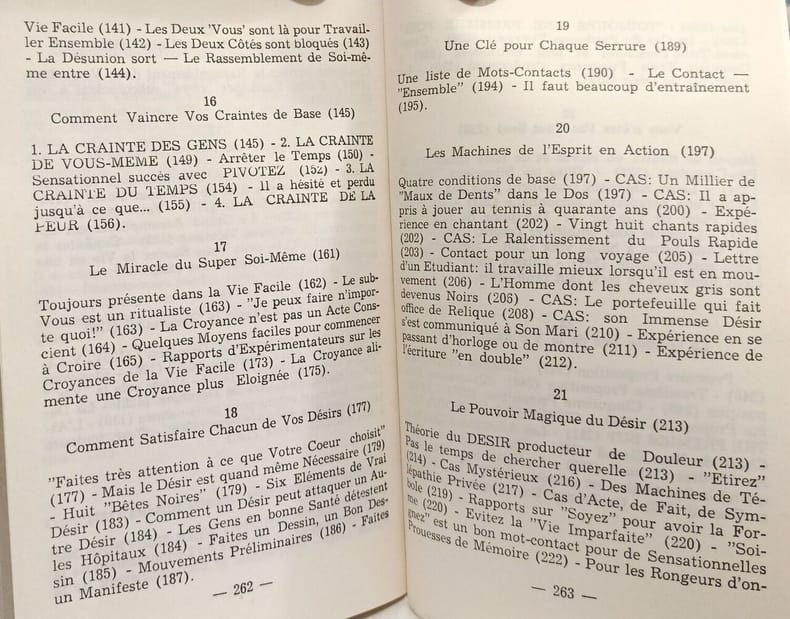 Vie Facile (141) - Les Deux 'Vous' sont là pour Travail-
ler Ensemble (142) - Les Deux Côtés sont bloqués (143)
- La Désunion sort — Le Rassemblement de Soi-mê-
me entre (144).
16
Comment Vaincre Vos Craintes de Base (145)
1. LA CRAINTE DES GENS (145) - 2. LA CRAINTE
DE VOUS-MEME (149) - Arrêter le Temps (150) -
Sensationnel succès avec PIVOTEZ (152) - 3. LA
CRAINTE DU TEMPS (154) - Il a hésité et perdu
jusqu'à ce que... (155) - 4. LA CRAINTE DE LA
PEUR (156).
17
Le Miracle du Super Soi-Même (161)
Toujours présente dans la Vie Facile (162) - Le sub-
Vous est un ritualiste (163) - "Je peux faire n'impor-
te quoi!" (163) - La Croyance n'est pas un Acte Cons-
cient (164) - Quelques Moyens faciles pour commencer
à Croire (165) - Rapports d'Expérimentateurs sur les
Croyances de la Vie Facile (173) - La Croyance ali-
mente une Croyance plus Eloignée (175).
18
Comment Satisfaire Chacun de Vos Désirs (177)
"Faites très attention à ce que Votre Coeur choisit"
(177) - Mais le Désir est quand même Nécessaire (179)
- Huit "Bêtes Noires" (179) - Six Eléments de Vrai
Désir (183) - Comment un Désir peut attaquer un Au-
tre Désir (184) - Les Gens en bonne Santé détestent
les Hôpitaux (184) - Faites un Dessin, un Bon Des-
sin (185) - Mouvements Préliminaires (186) - Faites
un Manifeste (187).
— 262 —
19
Une Clé pour Chaque Serrure (189)
Une liste de Mots-Contacts (190) - Le Contact —
"Ensemble" (194) - Il faut beaucoup d'entraînement
(195).
20
Les Machines de l'Esprit en Action (197)
Quatre conditions de base (197) - CAS: Un Millier de
"Maux de Dents" dans le Dos (197) - CAS: Il a ap-
pris à jouer au tennis à quarante ans (200) - Expé-
rience en chantant (202) - Vingt huit chants rapides
(202) - CAS: Le Ralentissement du Pouls Rapide
(203) - Contact pour un long voyage (205) - Lettre
d'un Etudiant: il travaille mieux lorsqu'il est en mou-
vement (206) - L'Homme dont les cheveux gris sont
devenus Noirs (206) - CAS: Le portefeuille qui fait
office de Relique (208) - CAS: son Immense Désir
s'est communiqué à Son Mari (210) - Expérience en se
passant d'horloge ou de montre (211) - Expérience de
l'écriture "en double" (212).
21
Le Pouvoir Magique du Désir (213)
Théorie du DESIR producteur de Douleur (213) -
Pas le temps de chercher querelle (213) - "Etirez"
(214) - Cas Mystérieux (216) - Des Machines de Té-
lépathie Privée (217) - Cas d'Acte, de Fait, de Sym-
bole (219) - Rapports sur "Soyez" pour avoir la For-
me (220) - Evitez la "Vie Imparfaite" (220) - "Soi-
gnez" est un bon mot-contact pour de Sensationnelles
Prouesses de Mémoire (222) - Pour les Rongeurs d'on-
— 263 —